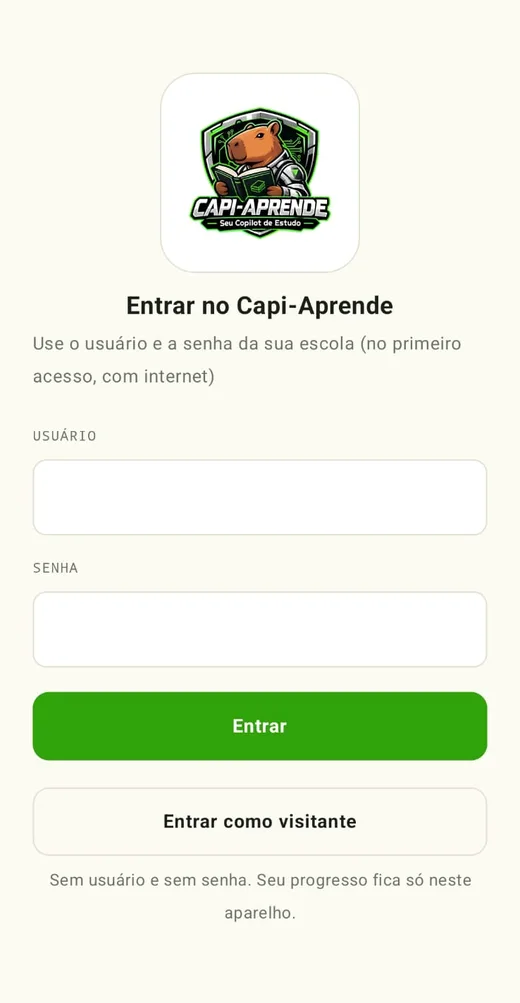 CAPI-APRENDE
Seu Copilot de Estudo
Entrar no Capi-Aprende
Use o usuário e a senha da sua escola (no primeiro
acesso, com internet)
USUÁRIO
SENHA
Entrar
Entrar como visitante
Sem usuário e sem senha. Seu progresso fica só neste
aparelho.